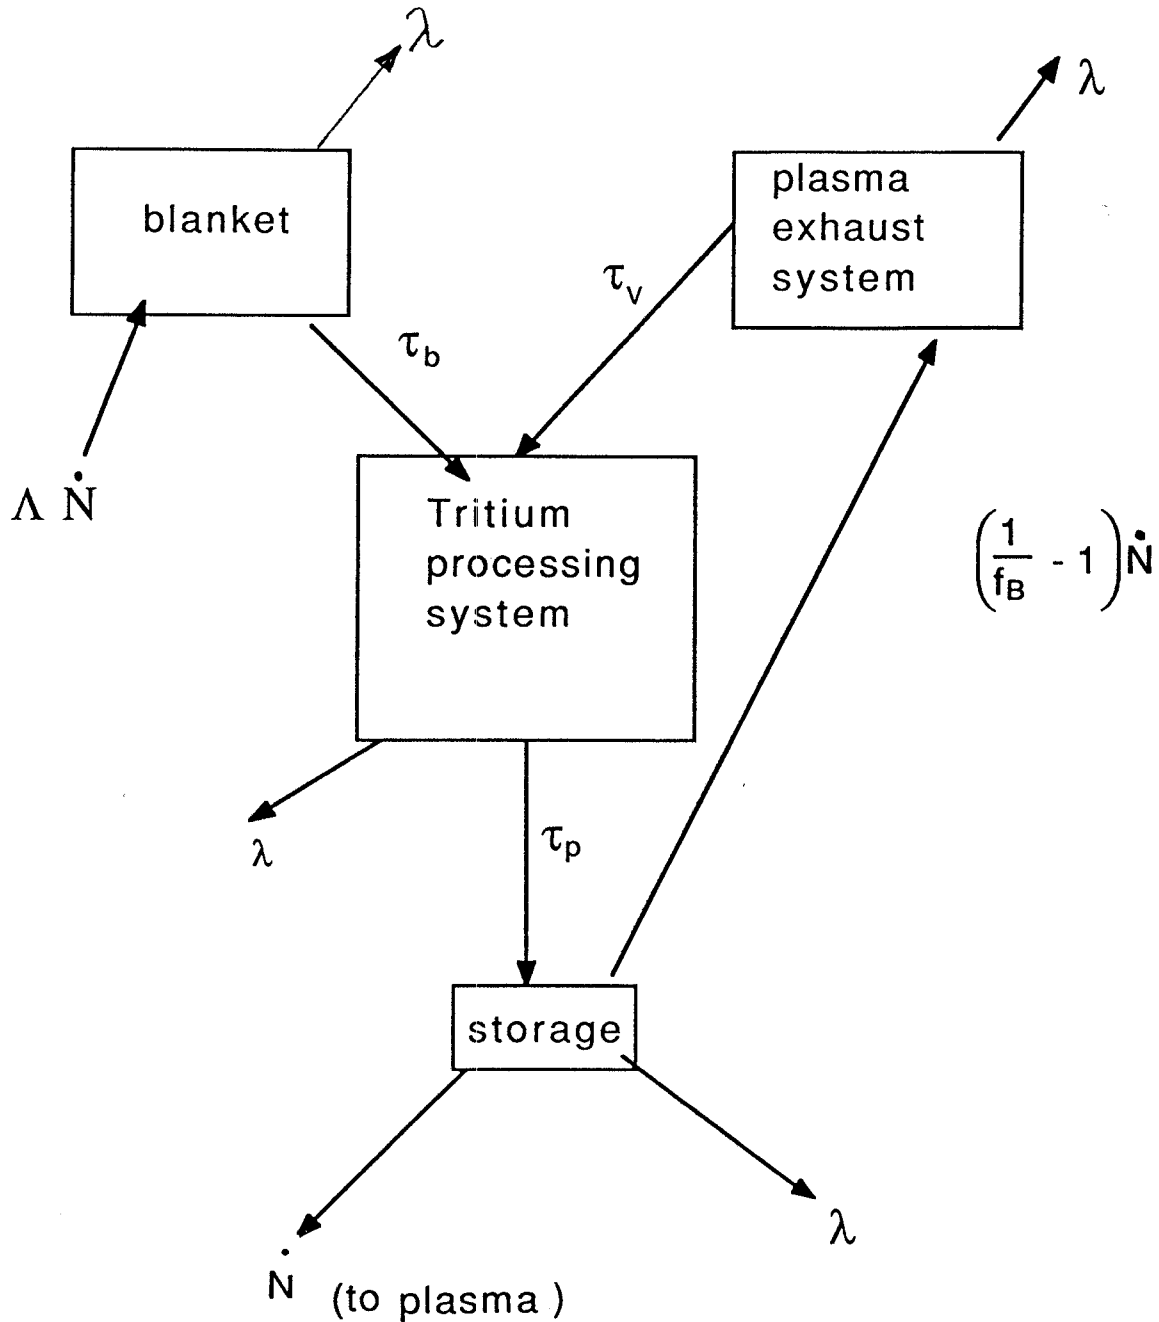 λ
λ
blanket
plasma
exhaust
system
τv
τb
Λ Ṅ
Tritium
processing
system
(1/fB - 1)Ṅ
λ
τp
storage
λ
Ṅ (to plasma)